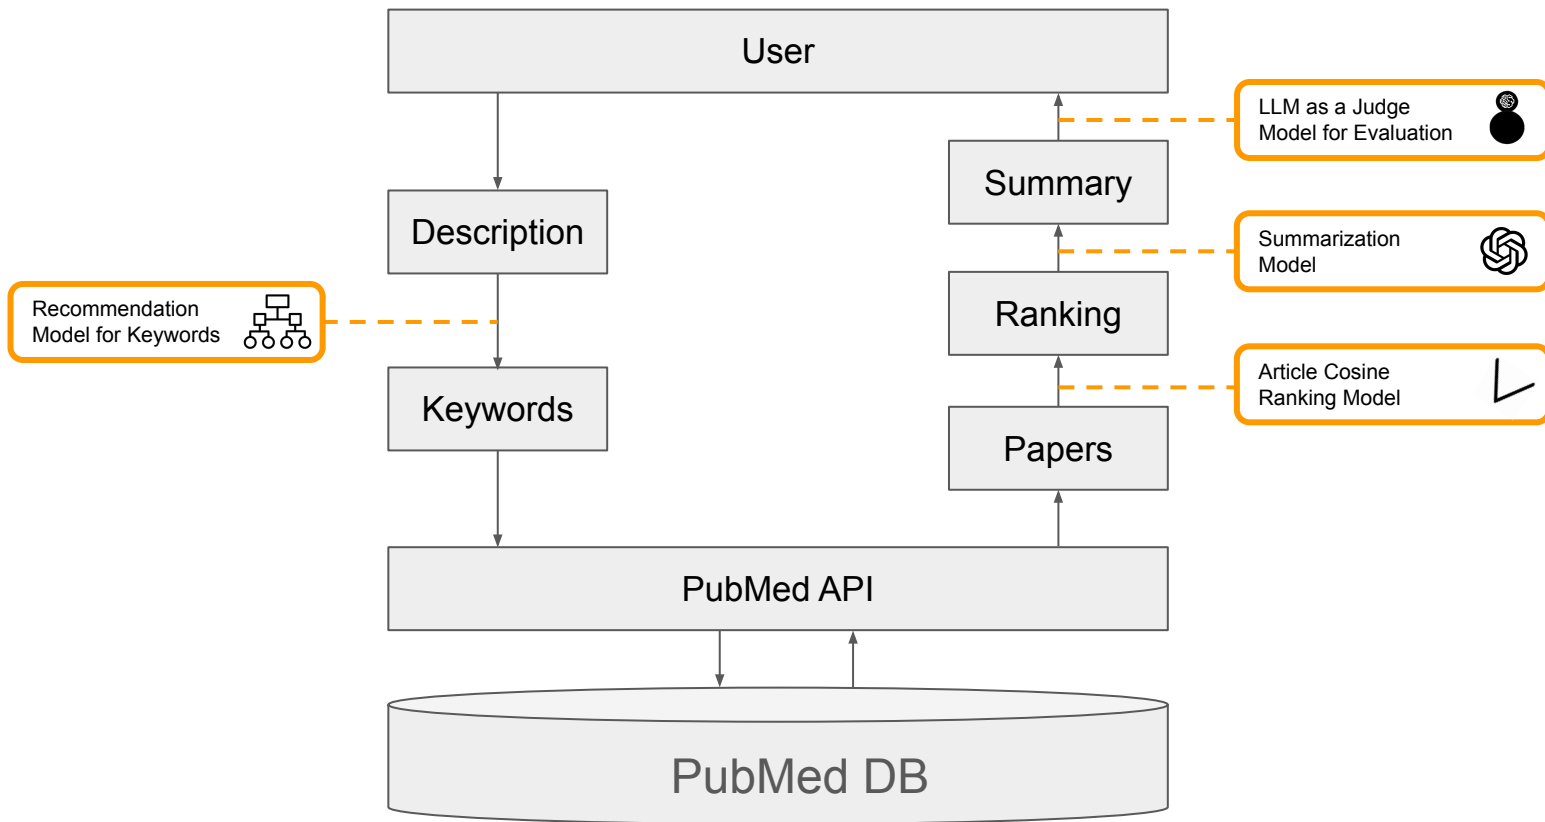 User
LLM as a Judge
Model for Evaluation
Summary
Description
Summarization
Model
Recommendation
Model for Keywords
Ranking
Article Cosine
Ranking Model
Keywords
Papers
PubMed API
PubMed DB